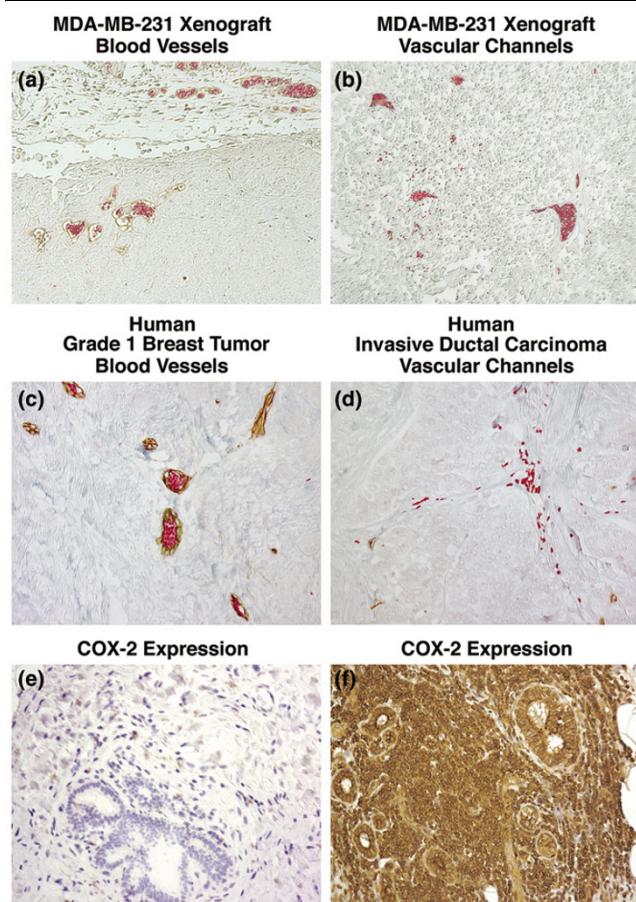 MDA-MB-231 Xenograft
Blood Vessels
MDA-MB-231 Xenograft
Vascular Channels
(a)
(b)
Human
Grade 1 Breast Tumor
Blood Vessels
Human
Invasive Ductal Carcinoma
Vascular Channels
(c)
(d)
COX-2 Expression
COX-2 Expression
(e)
(f)